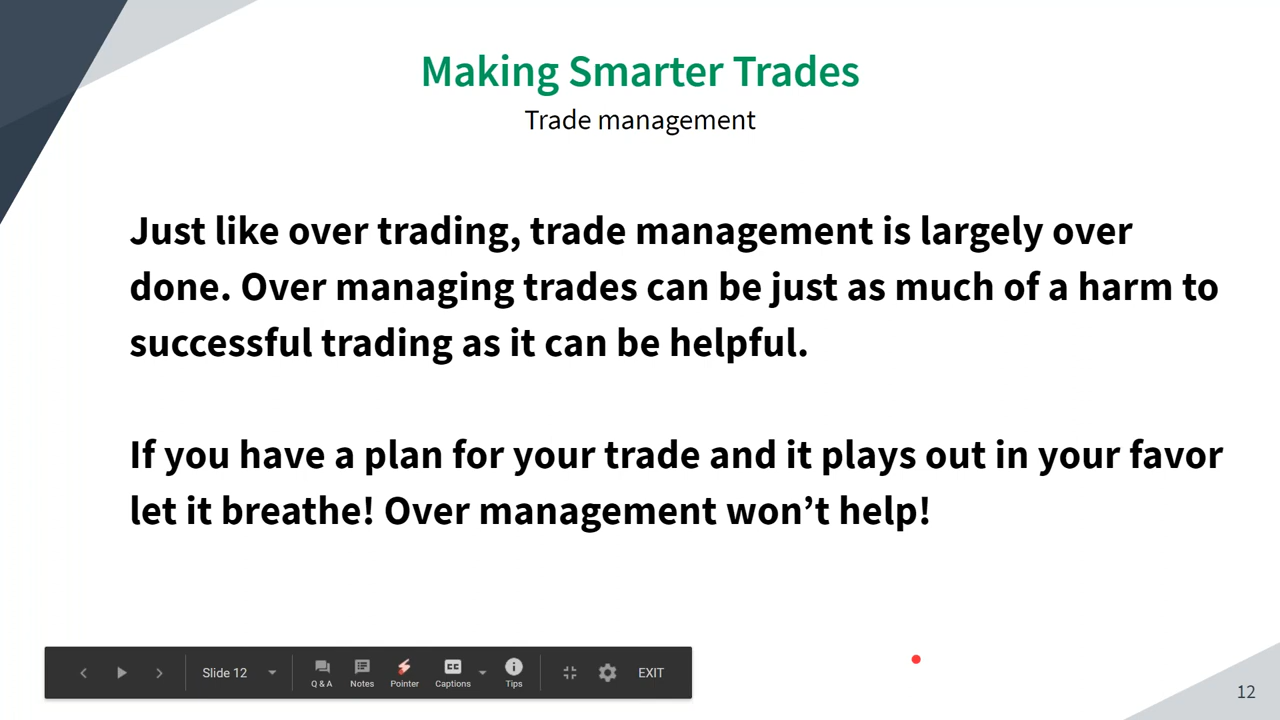 Making Smarter Trades
Trade management
Just like over trading, trade management is largely over
done. Over managing trades can be just as much of a harm to
successful trading as it can be helpful.
If you have a plan for your trade and it plays out in your favor
let it breathe! Over management won’t help!
Slide 12
Q & A
Notes
Pointer
Captions
Tips
EXIT
12